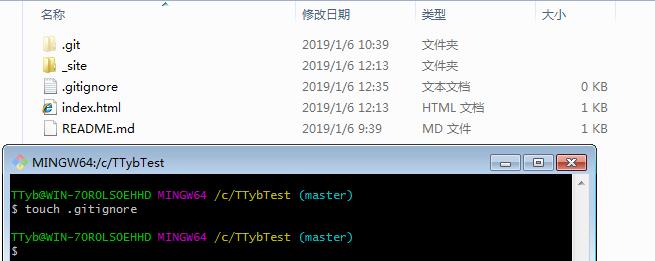 名称 修改日期 类型 大小
.git 2019/1/6 10:39 文件夹
_site 2019/1/6 12:13 文件夹
.gitignore 2019/1/6 12:35 文本文档 0 KB
index.html 2019/1/6 12:13 HTML 文档 1 KB
README.md 2019/1/6 9:39 MD 文件 1 KB
MINGW64:/c/TTybTest
TTyb@WIN-7OROLSOEHHD MINGW64 /c/TTybTest (master)
$ touch .gitignore
TTyb@WIN-7OROLSOEHHD MINGW64 /c/TTybTest (master)
$